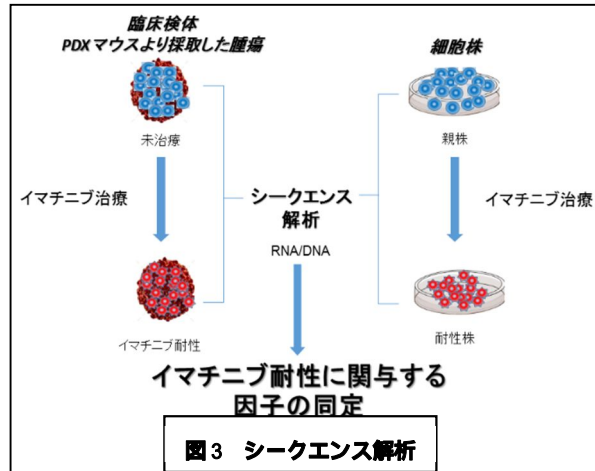 臨床検体
PDXマウスより採取した腫瘍
未治療
イマチニブ治療
イマチニブ耐性
シークエンス
解析
RNA/DNA
細胞株
親株
イマチニブ治療
耐性株
イマチニブ耐性に関与する
因子の同定
図3 シークエンス解析